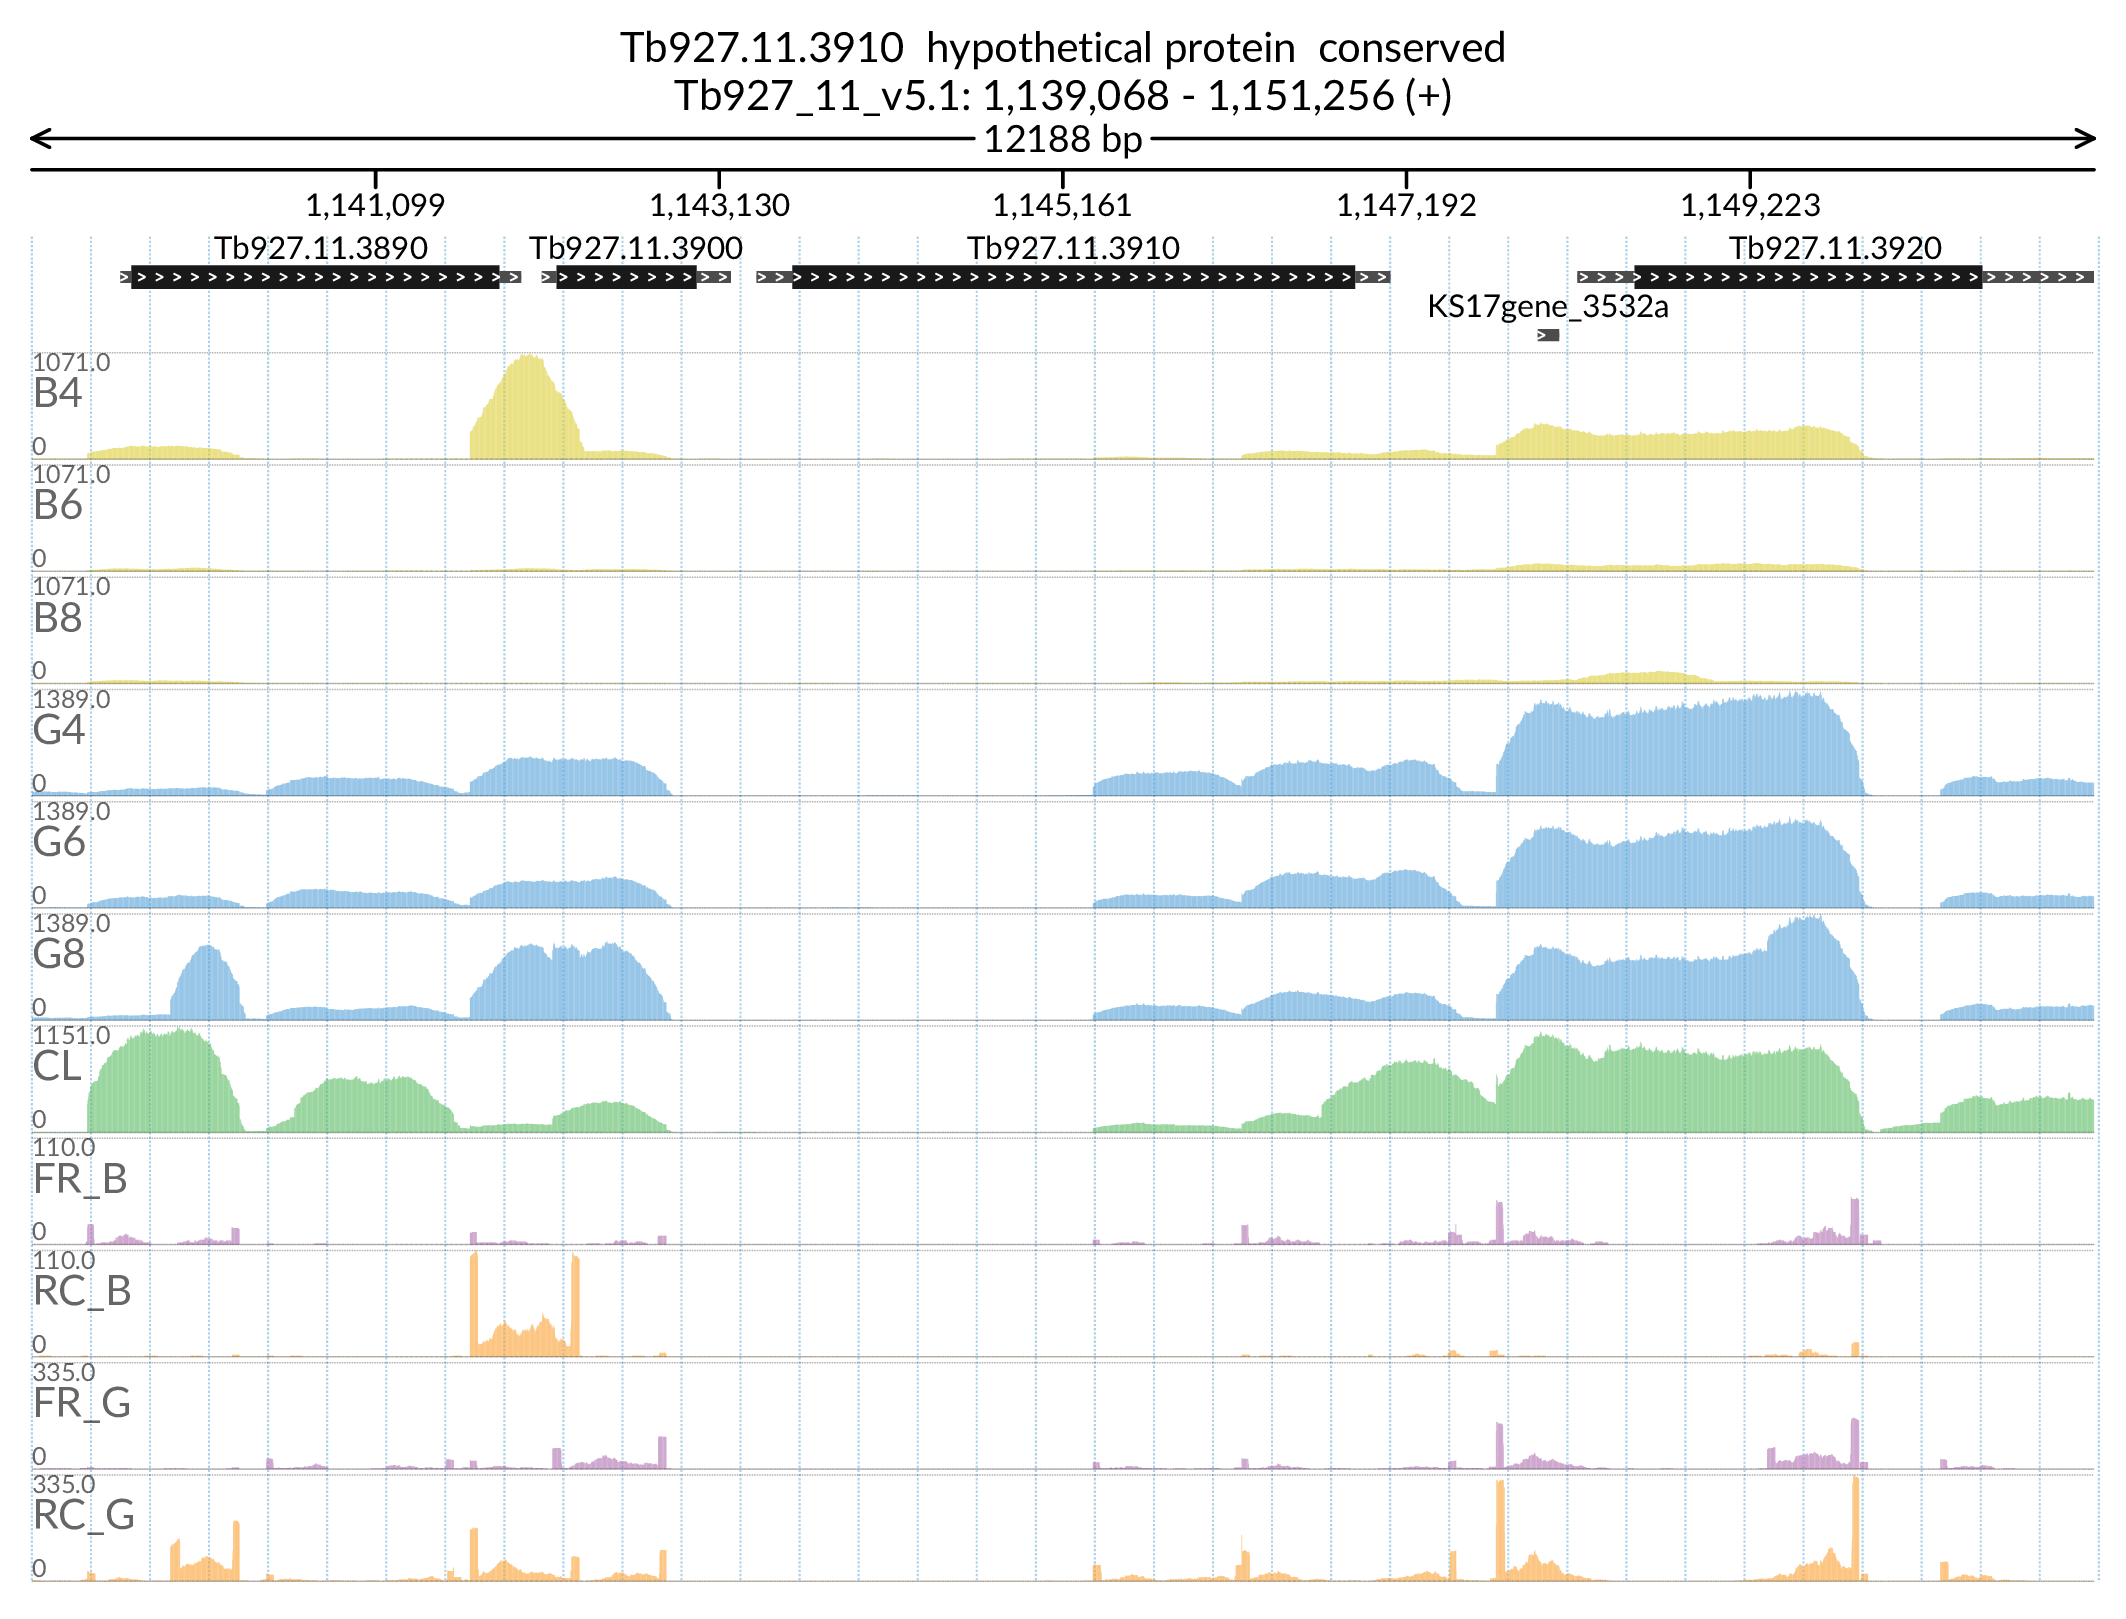 Tb927.11.3910  hypothetical protein  conserved
Tb927_11_v5.1: 1,139,068 - 1,151,256 (+)
12188 bp
1,141,099 1,143,130 1,145,161 1,147,192 1,149,223
Tb927.11.3890 Tb927.11.3900 Tb927.11.3910 Tb927.11.3920
KS17gene_3532a
1071.0
B4
0
1071.0
B6
0
1071.0
B8
0
1389.0
G4
0
1389.0
G6
0
1389.0
G8
0
1151.0
CL
0
110.0
FR_B
0
110.0
RC_B
0
335.0
FR_G
0
335.0
RC_G
0